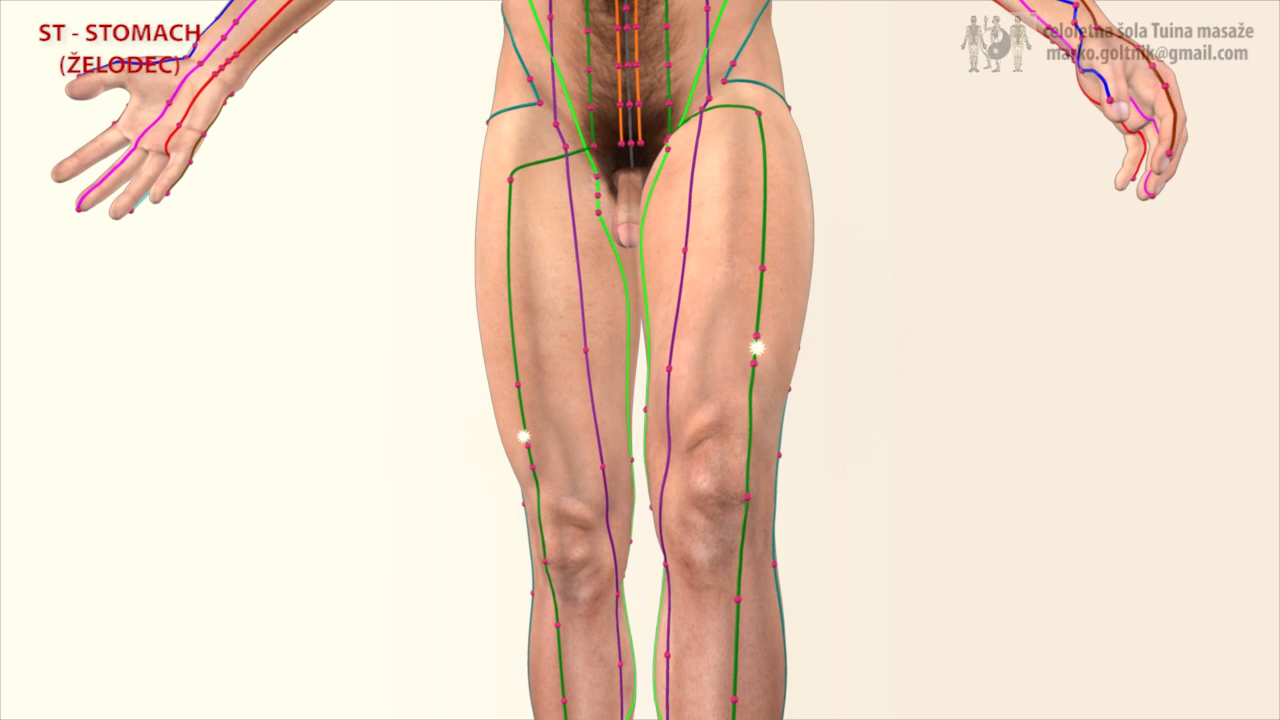 ST - STOMACH
(ŽELODEC)
celoletna šola Tuina masaže
marko.goltnik@gmail.com